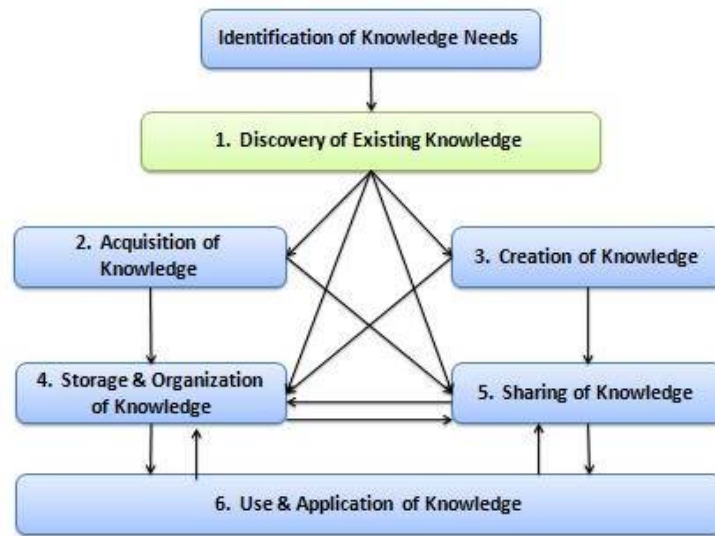 Identification of Knowledge Needs
1. Discovery of Existing Knowledge
2. Acquisition of
Knowledge
3. Creation of Knowledge
4. Storage & Organization
of Knowledge
5. Sharing of Knowledge
6. Use & Application of Knowledge